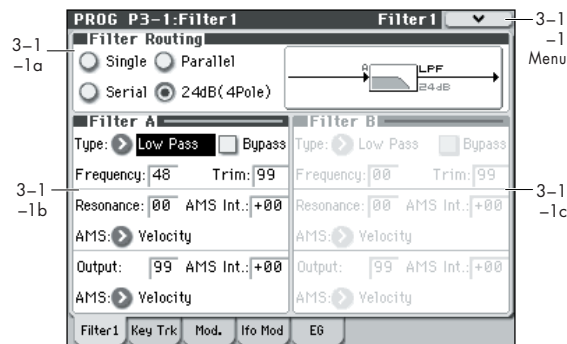 PROG P3-1:Filter1 Filter1
3-1
-1
Menu
Filter Routing
3-1
-1a
Single Parallel
Serial 24dB(4Pole)
A LPF
24dB
Filter A Filter B
Type: Low Pass Bypass Type: Low Pass Bypass
Frequency: 48 Trim: 99 Frequency: 00 Trim: 99
3-1
-1b
3-1
-1c
Resonance: 00 AMS Int.: +00 Resonance: 00 AMS Int.: +00
AMS: Velocity AMS: Velocity
Output: 99 AMS Int.: +00 Output: 99 AMS Int.: +00
AMS: Velocity AMS: Velocity
Filter1 Key Trk Mod. lfo Mod EG